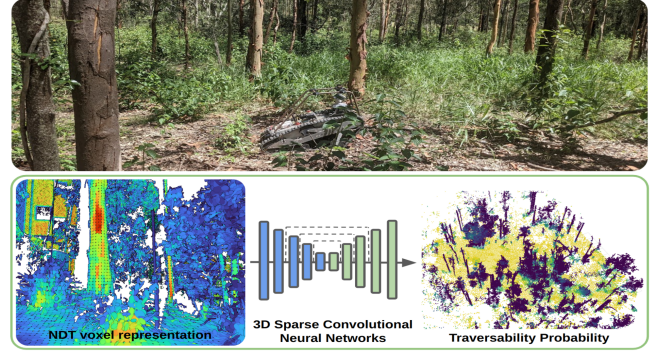 NDT voxel representation
3D Sparse Convolutional
Neural Networks
Traversability Probability